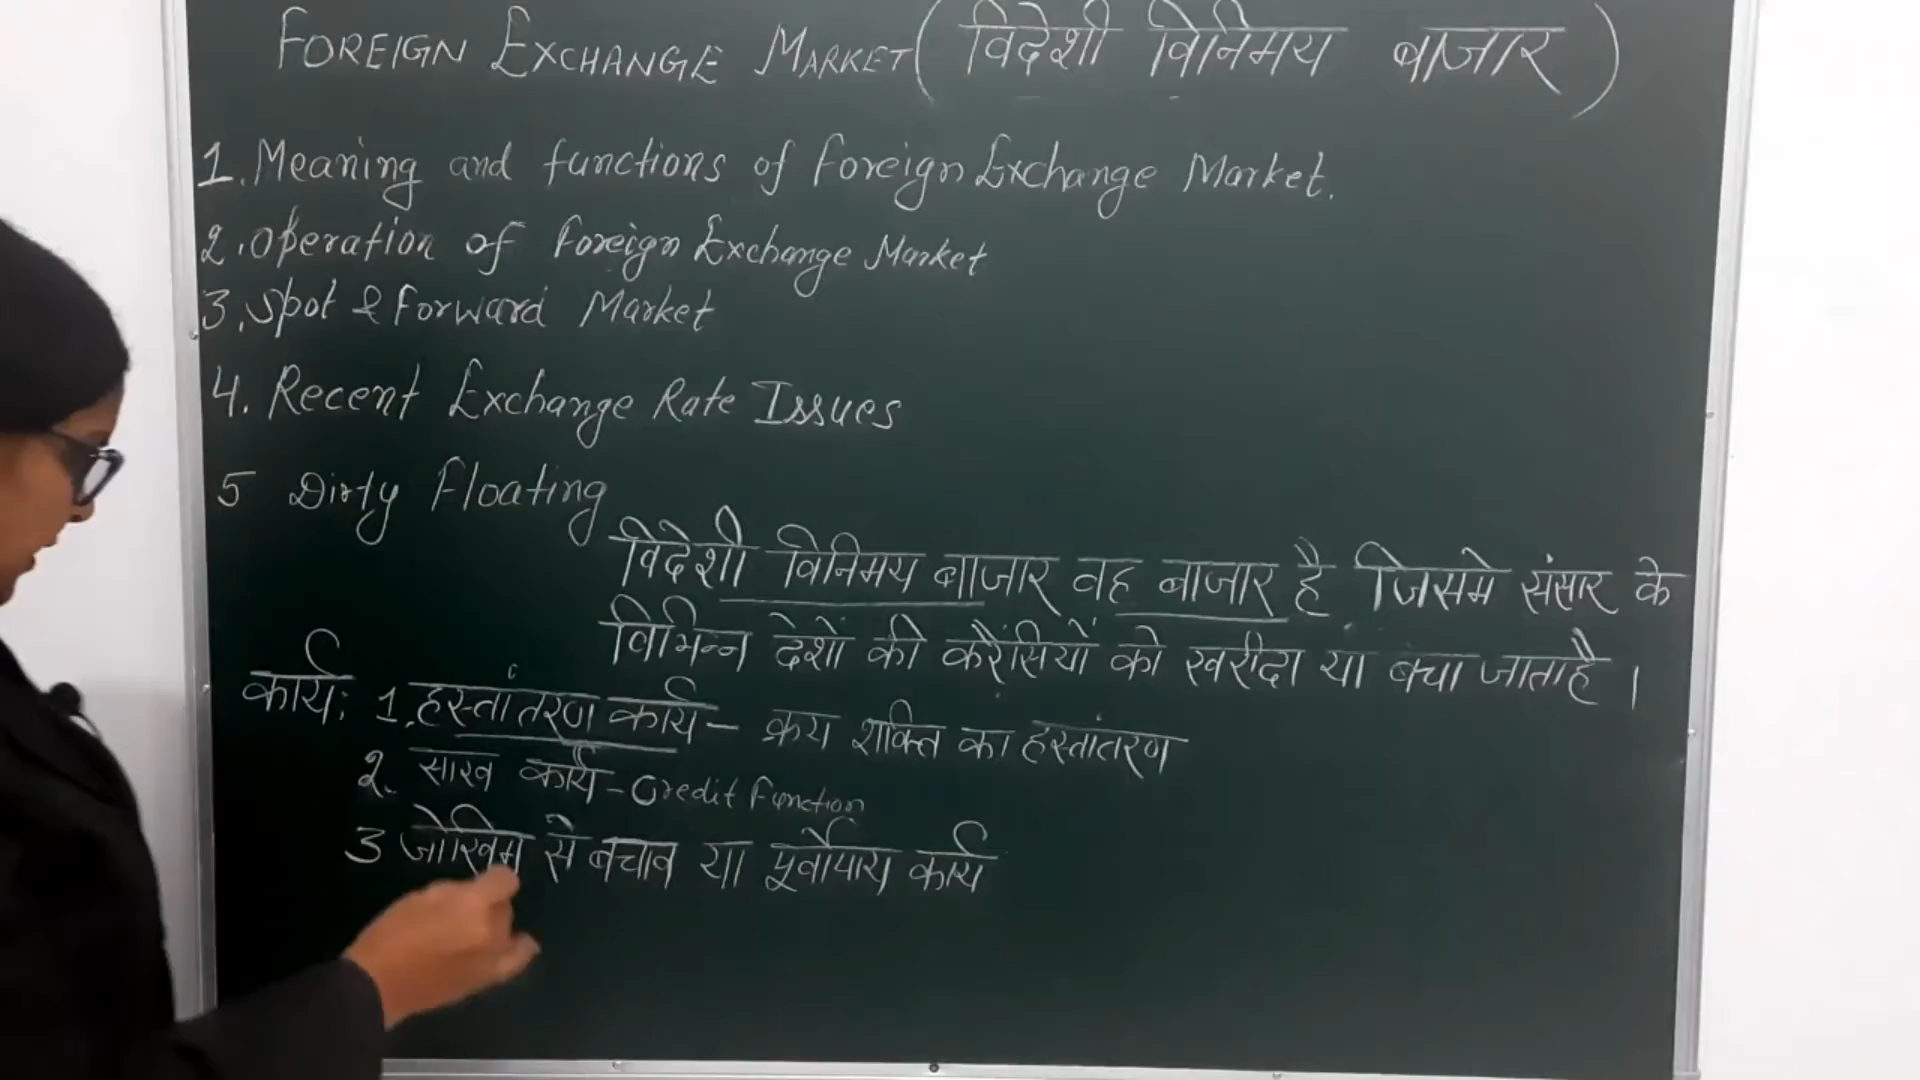 FOREIGN EXCHANGE MARKET (विदेशी विनिमय बाजार)
1. Meaning and functions of Foreign Exchange Market.
2. Operation of Foreign Exchange Market
3. Spot & Forward Market
4. Recent Exchange Rate Issues
5 Dirty Floating
विदेशी विनिमय बाजार वह बाजार है जिसमे संसार के
विभिन्न देशों की करैंसियों को खरीदा या बेचा जाता है।
कार्य: 1. हस्तांतरण कार्य - क्रय शक्ति का हस्तांतरण
2. साख कार्य - Credit Function
3 जोखिम से बचाव या पूर्वोपाय कार्य